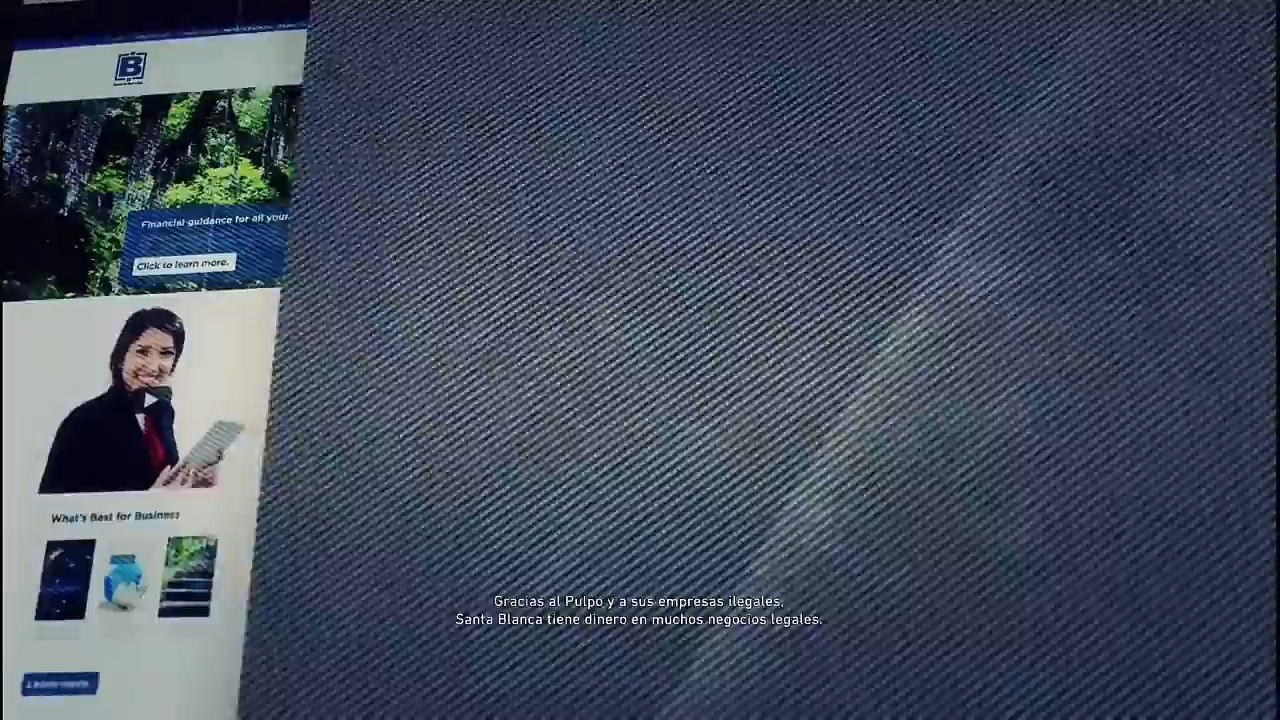 B
Financial guidance for all your
Click to learn more.
What's Best for Business
Gracias al Pulpo y a sus empresas ilegales,
Santa Blanca tiene dinero en muchos negocios legales.